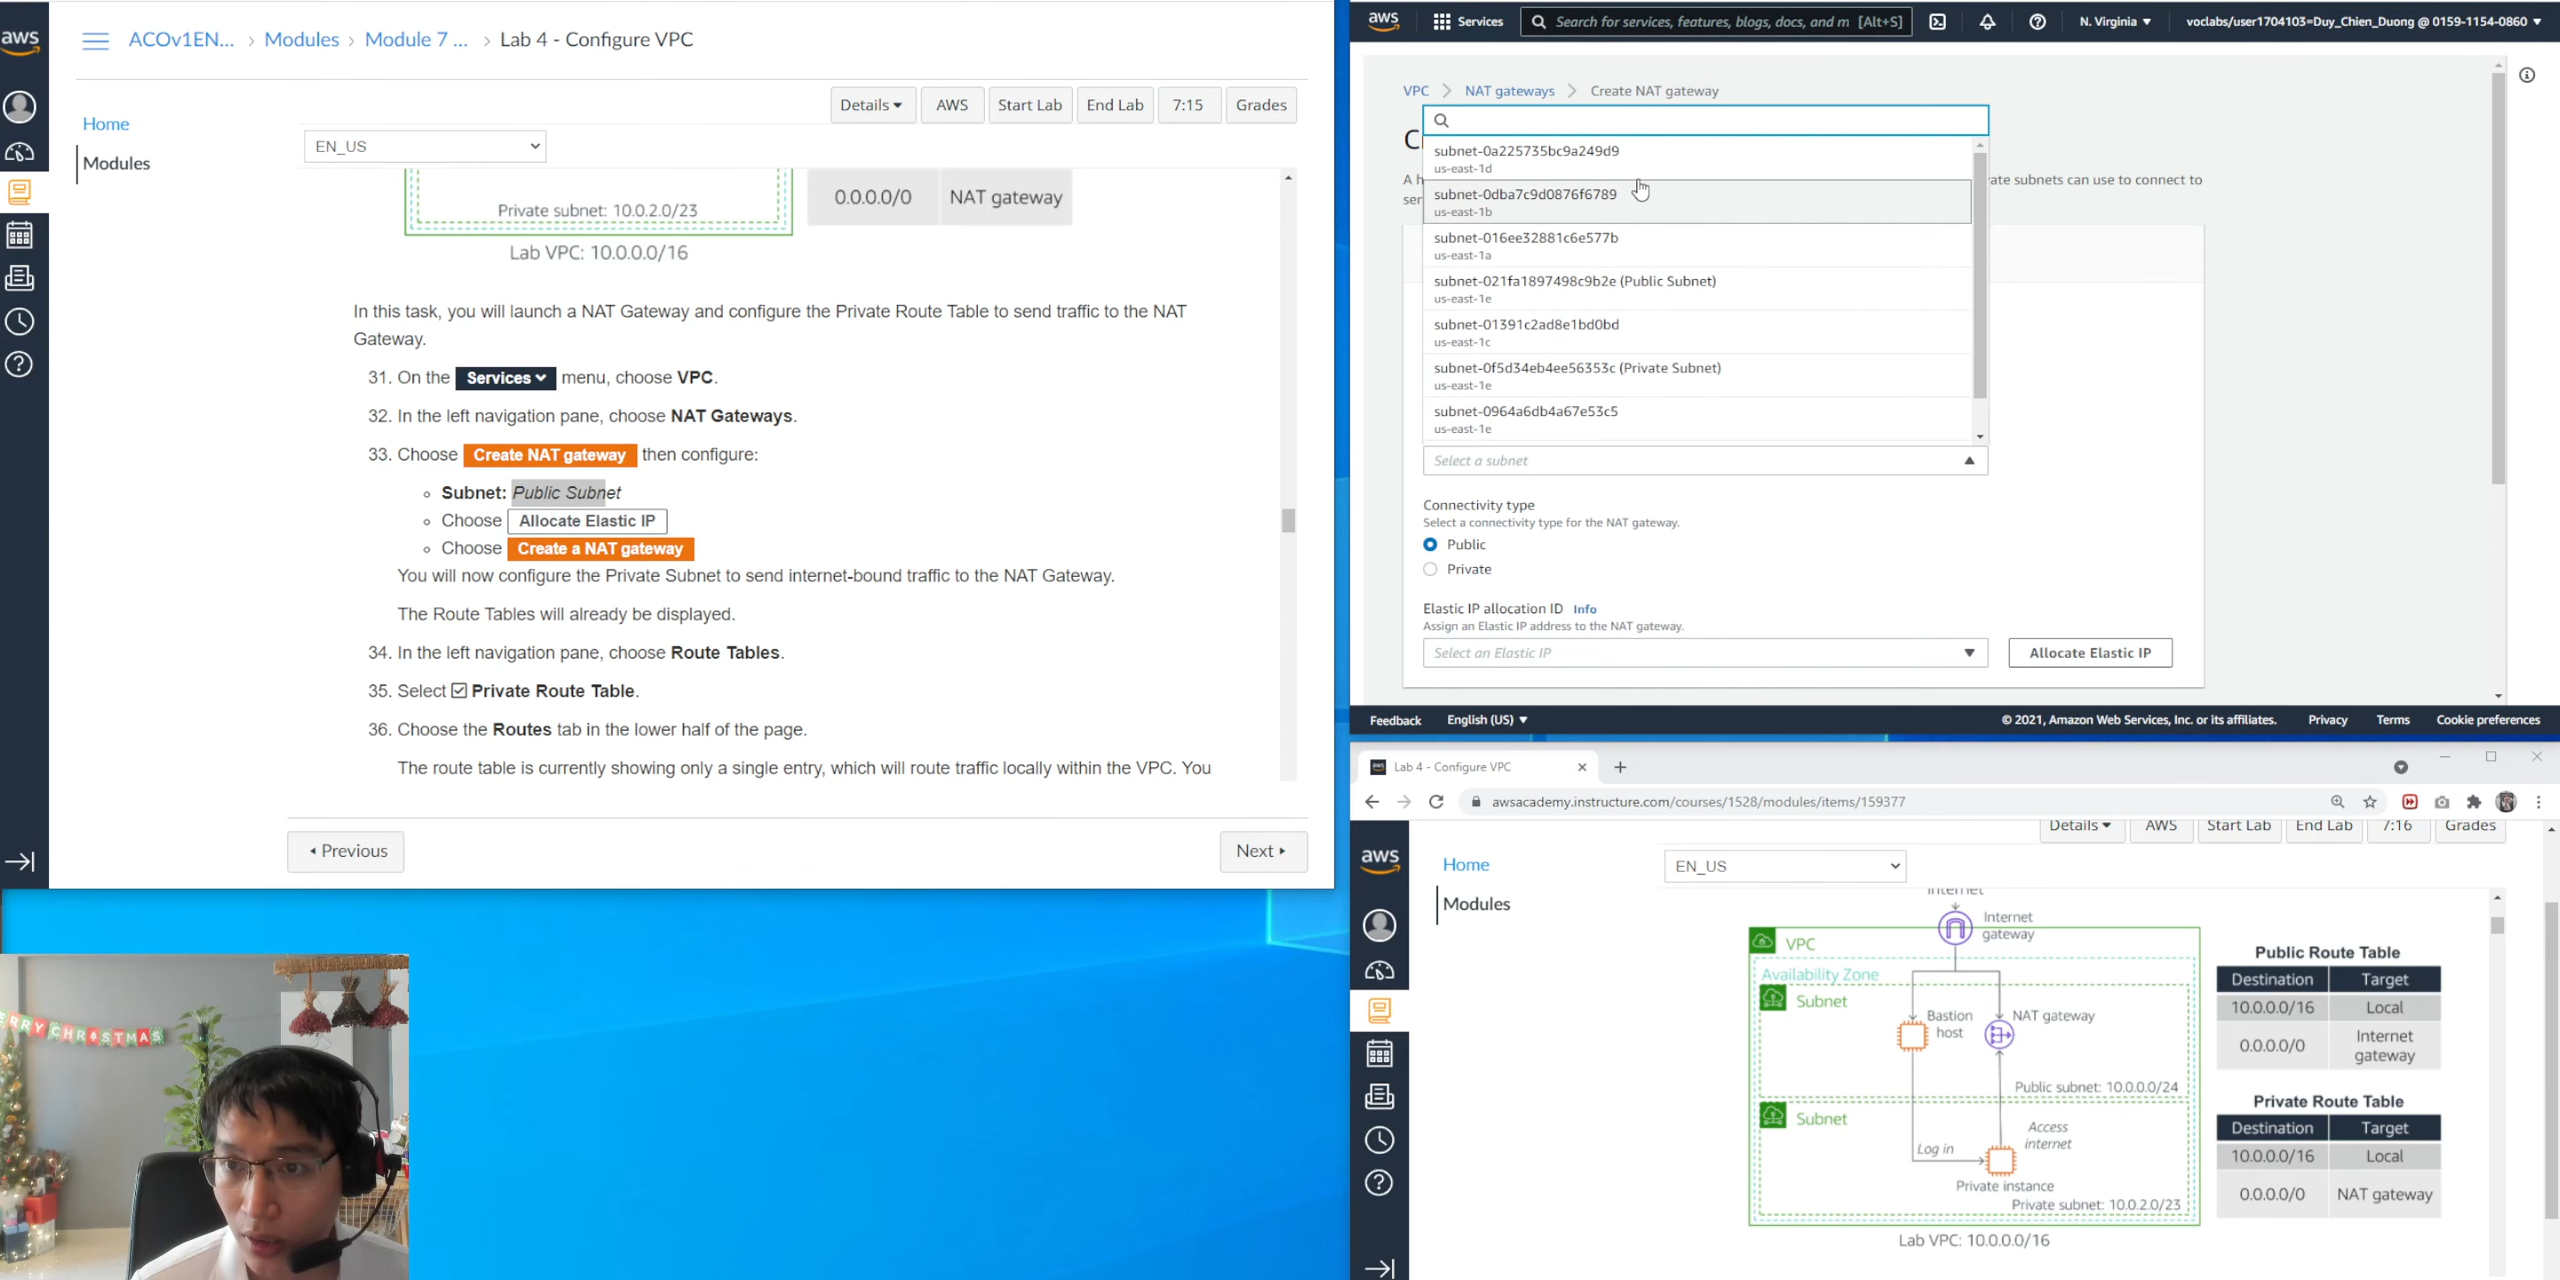 aws
ACOv1EN... › Modules › Module 7 ... › Lab 4 - Configure VPC
Home
Modules
Details
AWS
Start Lab
End Lab
7:15
Grades
EN_US
Private subnet: 10.0.2.0/23
0.0.0.0/0
NAT gateway
Lab VPC: 10.0.0.0/16
In this task, you will launch a NAT Gateway and configure the Private Route Table to send traffic to the NAT
Gateway.
31. On the Services menu, choose VPC.
32. In the left navigation pane, choose NAT Gateways.
33. Choose Create NAT gateway then configure:
Subnet: Public Subnet
Choose Allocate Elastic IP
Choose Create a NAT gateway
You will now configure the Private Subnet to send internet-bound traffic to the NAT Gateway.
The Route Tables will already be displayed.
34. In the left navigation pane, choose Route Tables.
35. Select Private Route Table.
36. Choose the Routes tab in the lower half of the page.
The route table is currently showing only a single entry, which will route traffic locally within the VPC. You
Previous
Next
aws
Services
Search for services, features, blogs, docs, and m [Alt+S]
N. Virginia
voclabs/user1704103=Duy_Chien_Duong @ 0159-1154-0860
VPC > NAT gateways > Create NAT gateway
C
A h
ate subnets can use to connect to
ser
subnet-0a225735bc9a249d9
us-east-1d
subnet-0dba7c9d0876f6789
us-east-1b
subnet-016ee32881c6e577b
us-east-1a
subnet-021fa1897498c9b2e (Public Subnet)
us-east-1e
subnet-01391c2ad8e1bd0bd
us-east-1c
subnet-0f5d34eb4ee56353c (Private Subnet)
us-east-1e
subnet-0964a6db4a67e53c5
us-east-1e
Select a subnet
Connectivity type
Select a connectivity type for the NAT gateway.
Public
Private
Elastic IP allocation ID Info
Assign an Elastic IP address to the NAT gateway.
Select an Elastic IP
Allocate Elastic IP
Feedback
English (US)
© 2021, Amazon Web Services, Inc. or its affiliates.
Privacy
Terms
Cookie preferences
Lab 4 - Configure VPC
awsacademy.instructure.com/courses/1528/modules/items/159377
aws
Home
Modules
Details
AWS
Start Lab
End Lab
7:16
Grades
EN_US
Internet
Internet
gateway
VPC
Availability Zone
Subnet
Bastion
host
NAT gateway
Public subnet: 10.0.0.0/24
Subnet
Access
internet
Log in
Private instance
Private subnet: 10.0.2.0/23
Lab VPC: 10.0.0.0/16
Public Route Table
Destination Target
10.0.0.0/16 Local
0.0.0.0/0 Internet
gateway
Private Route Table
Destination Target
10.0.0.0/16 Local
0.0.0.0/0 NAT gateway
ERRY CHRISTMAS